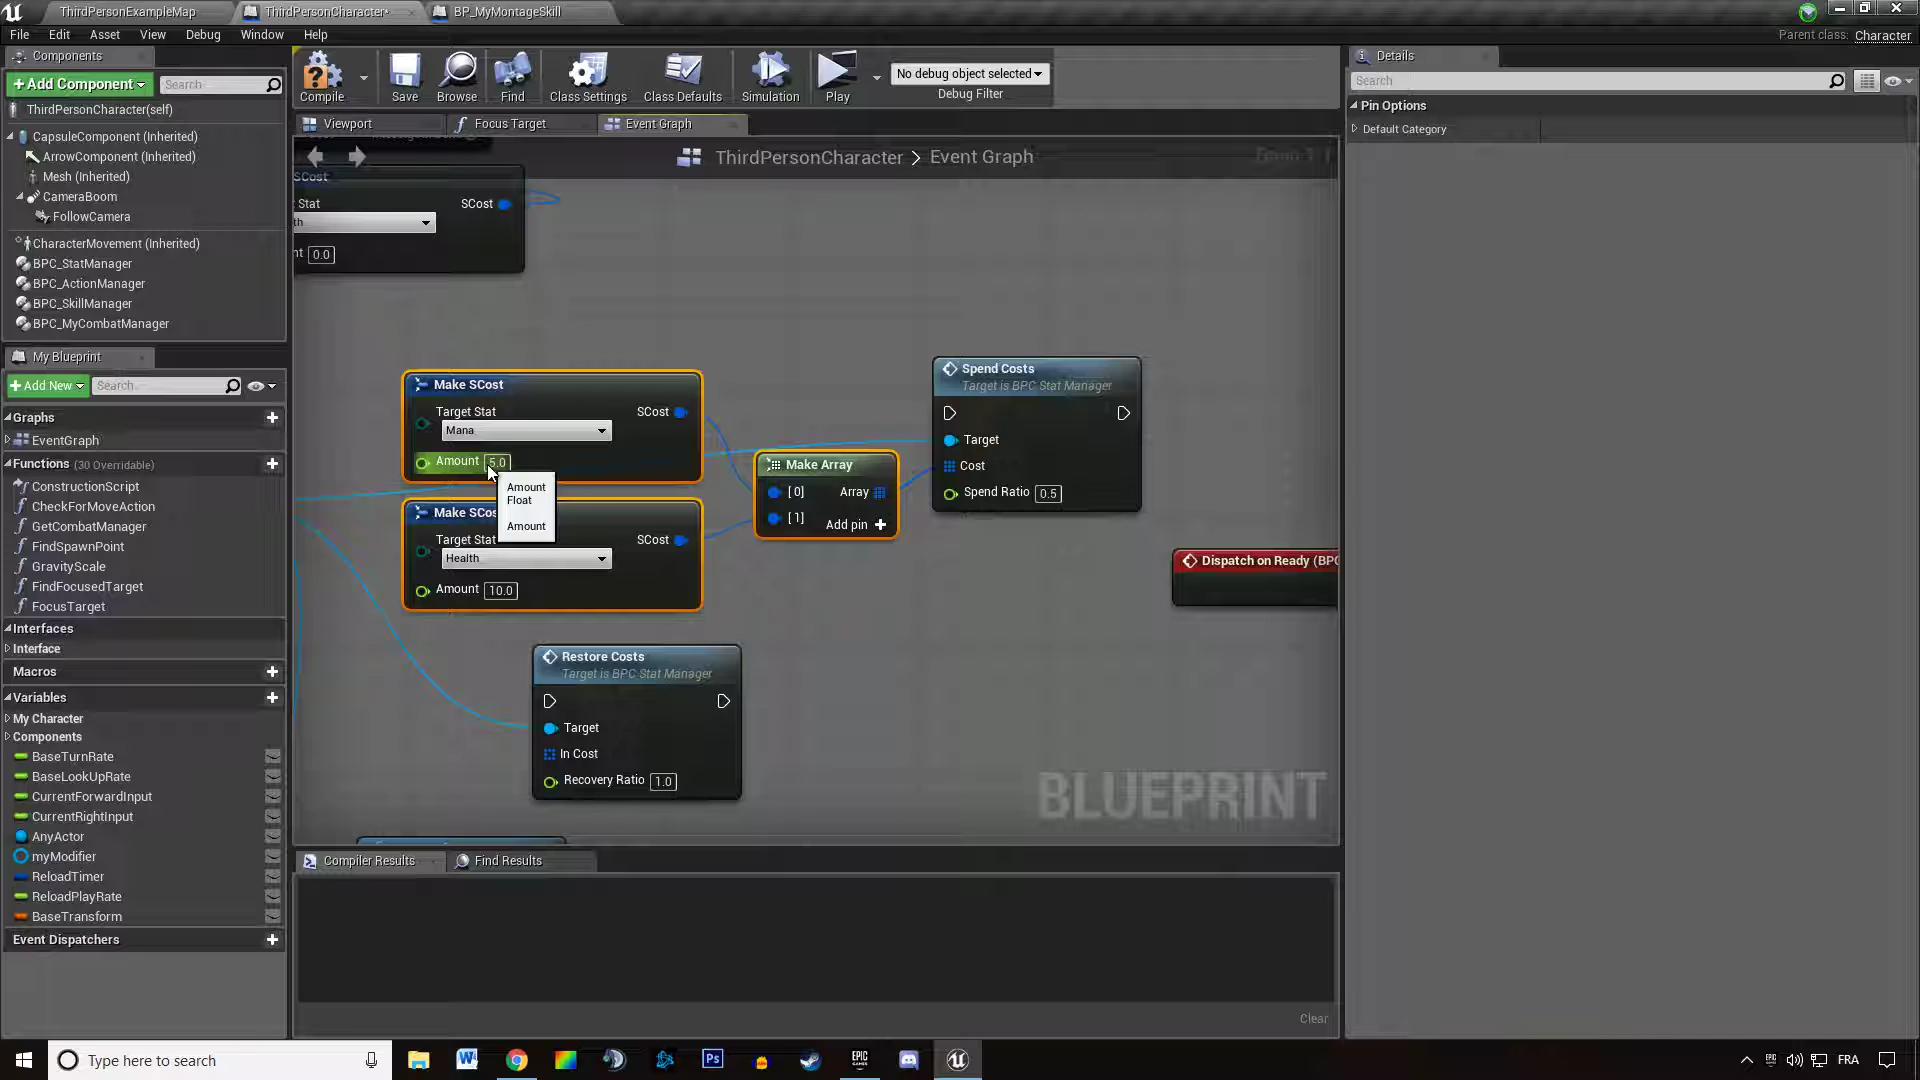 ThirdPersonExampleMap
ThirdPersonCharacter*
BP_MyMontageSkill
File Edit Asset View Debug Window Help
Parent class: Character
Components
+Add Component
Search
ThirdPersonCharacter(self)
CapsuleComponent (Inherited)
ArrowComponent (Inherited)
Mesh (Inherited)
CameraBoom
FollowCamera
CharacterMovement (Inherited)
BPC_StatManager
BPC_ActionManager
BPC_SkillManager
BPC_MyCombatManager
My Blueprint
+Add New
Search
Graphs
EventGraph
Functions (30 Overridable)
ConstructionScript
CheckForMoveAction
GetCombatManager
FindSpawnPoint
GravityScale
FindFocusedTarget
FocusTarget
Interfaces
Interface
Macros
Variables
My Character
Components
BaseTurnRate
BaseLookUpRate
CurrentForwardInput
CurrentRightInput
AnyActor
myModifier
ReloadTimer
ReloadPlayRate
BaseTransform
Event Dispatchers
Compile
Save
Browse
Find
Class Settings
Class Defaults
Simulation
Play
No debug object selected
Debug Filter
Viewport
Focus Target
Event Graph
ThirdPersonCharacter > Event Graph
SCost
Stat
SCost
th
nt 0.0
Make SCost
Target Stat
SCost
Mana
Amount 5.0
Amount
Float
Amount
Make SCos
Target Stat
SCost
Health
Amount 10.0
Make Array
[0]
Array
[1]
Add pin +
Spend Costs
Target is BPC Stat Manager
Target
Cost
Spend Ratio 0.5
Dispatch on Ready (BPC
Restore Costs
Target is BPC Stat Manager
Target
In Cost
Recovery Ratio 1.0
BLUEPRINT
Compiler Results
Find Results
Clear
Details
Search
Pin Options
Default Category
Type here to search
Ps
EPIC
GAMES
FRA